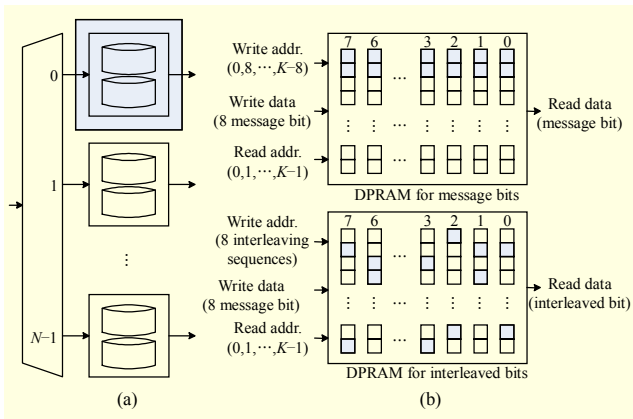 0
1
⋮
N−1
(a)
7 6 3 2 1 0
Write addr.
(0,8,⋯,K−8)
...
Write data
(8 message bit)
Read data
(message bit)
⋮ ⋮ ⋮ ⋮ ⋮ ⋮
Read addr.
(0,1,⋯,K−1)
DPRAM for message bits
7 6 3 2 1 0
Write addr.
(8 interleaving
sequences)
...
Write data
(8 message bit)
Read data
(interleaved bit)
⋮ ⋮ ⋮ ⋮ ⋮ ⋮
Read addr.
(0,1,⋯,K−1)
...
DPRAM for interleaved bits
(b)